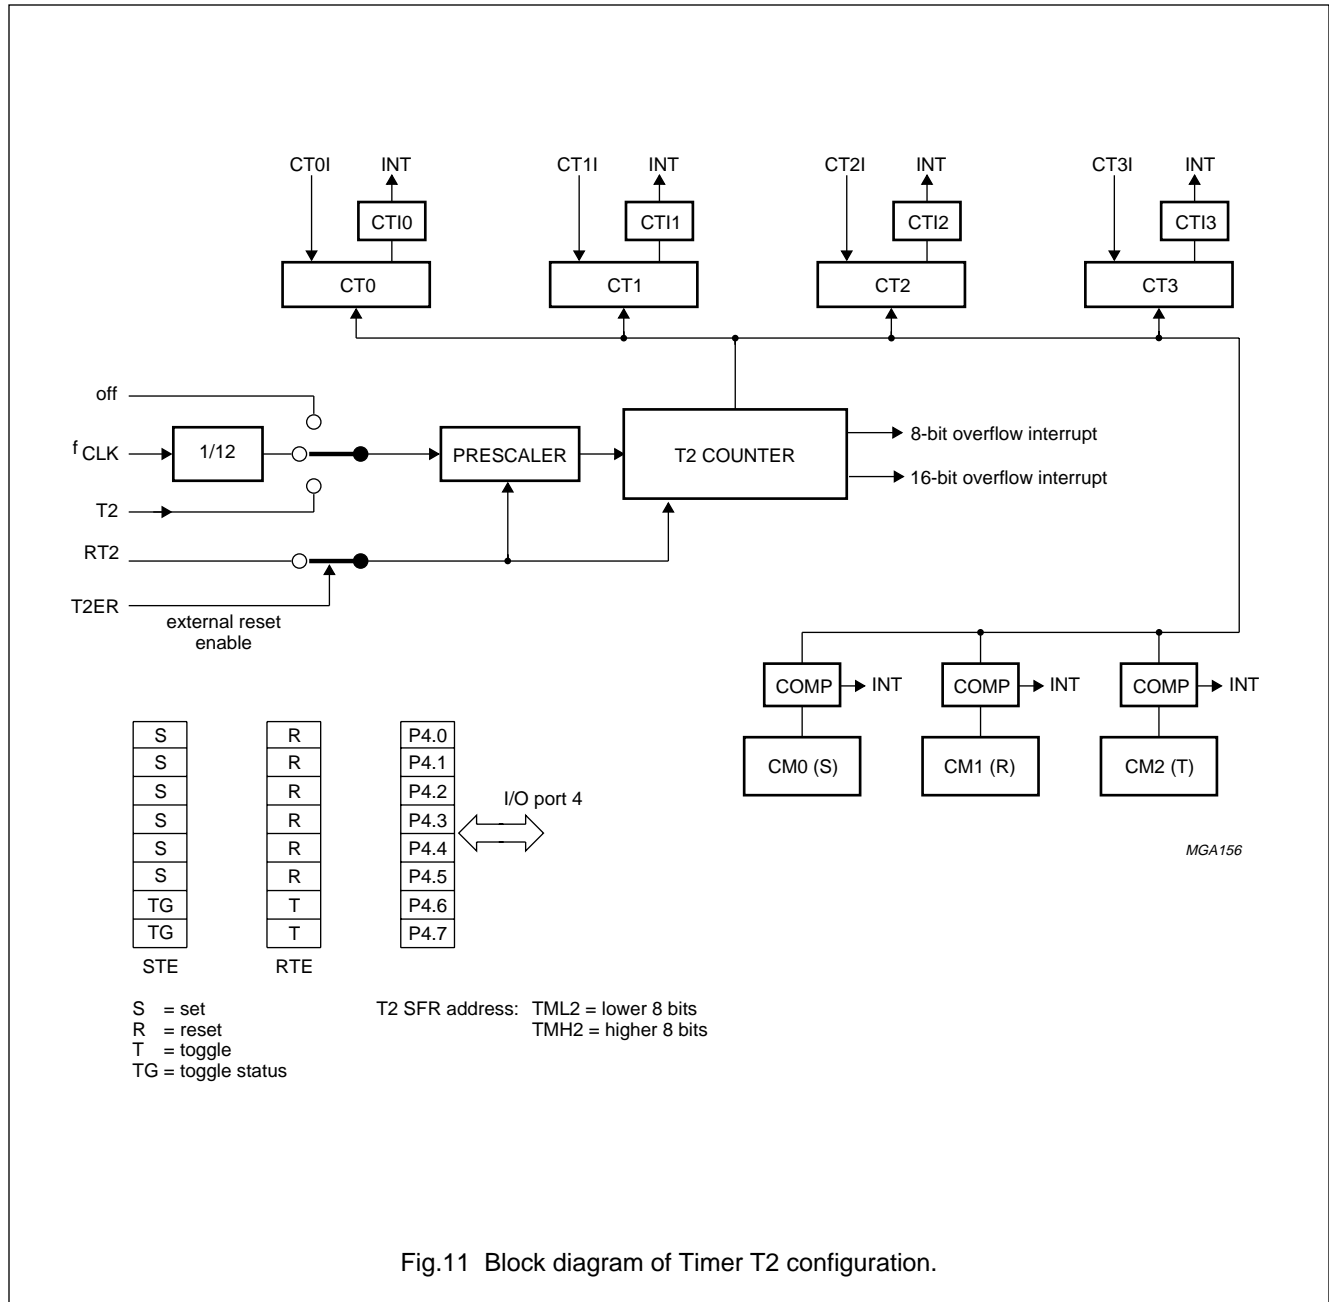 CT0I INT CT1I INT CT2I INT CT3I INT
CTI0 CTI1 CTI2 CTI3
CT0 CT1 CT2 CT3
off
fCLK 1/12 PRESCALER T2 COUNTER
8-bit overflow interrupt
16-bit overflow interrupt
T2
RT2
T2ER
external reset
enable
COMP INT COMP INT COMP INT
CM0 (S) CM1 (R) CM2 (T)
S R P4.0
S R P4.1
S R P4.2
S R P4.3
S R P4.4
S R P4.5
TG T P4.6
TG T P4.7
I/O port 4
MGA156
STE RTE
S = set
R = reset
T = toggle
TG = toggle status
T2 SFR address: TML2 = lower 8 bits
TMH2 = higher 8 bits
Fig.11 Block diagram of Timer T2 configuration.